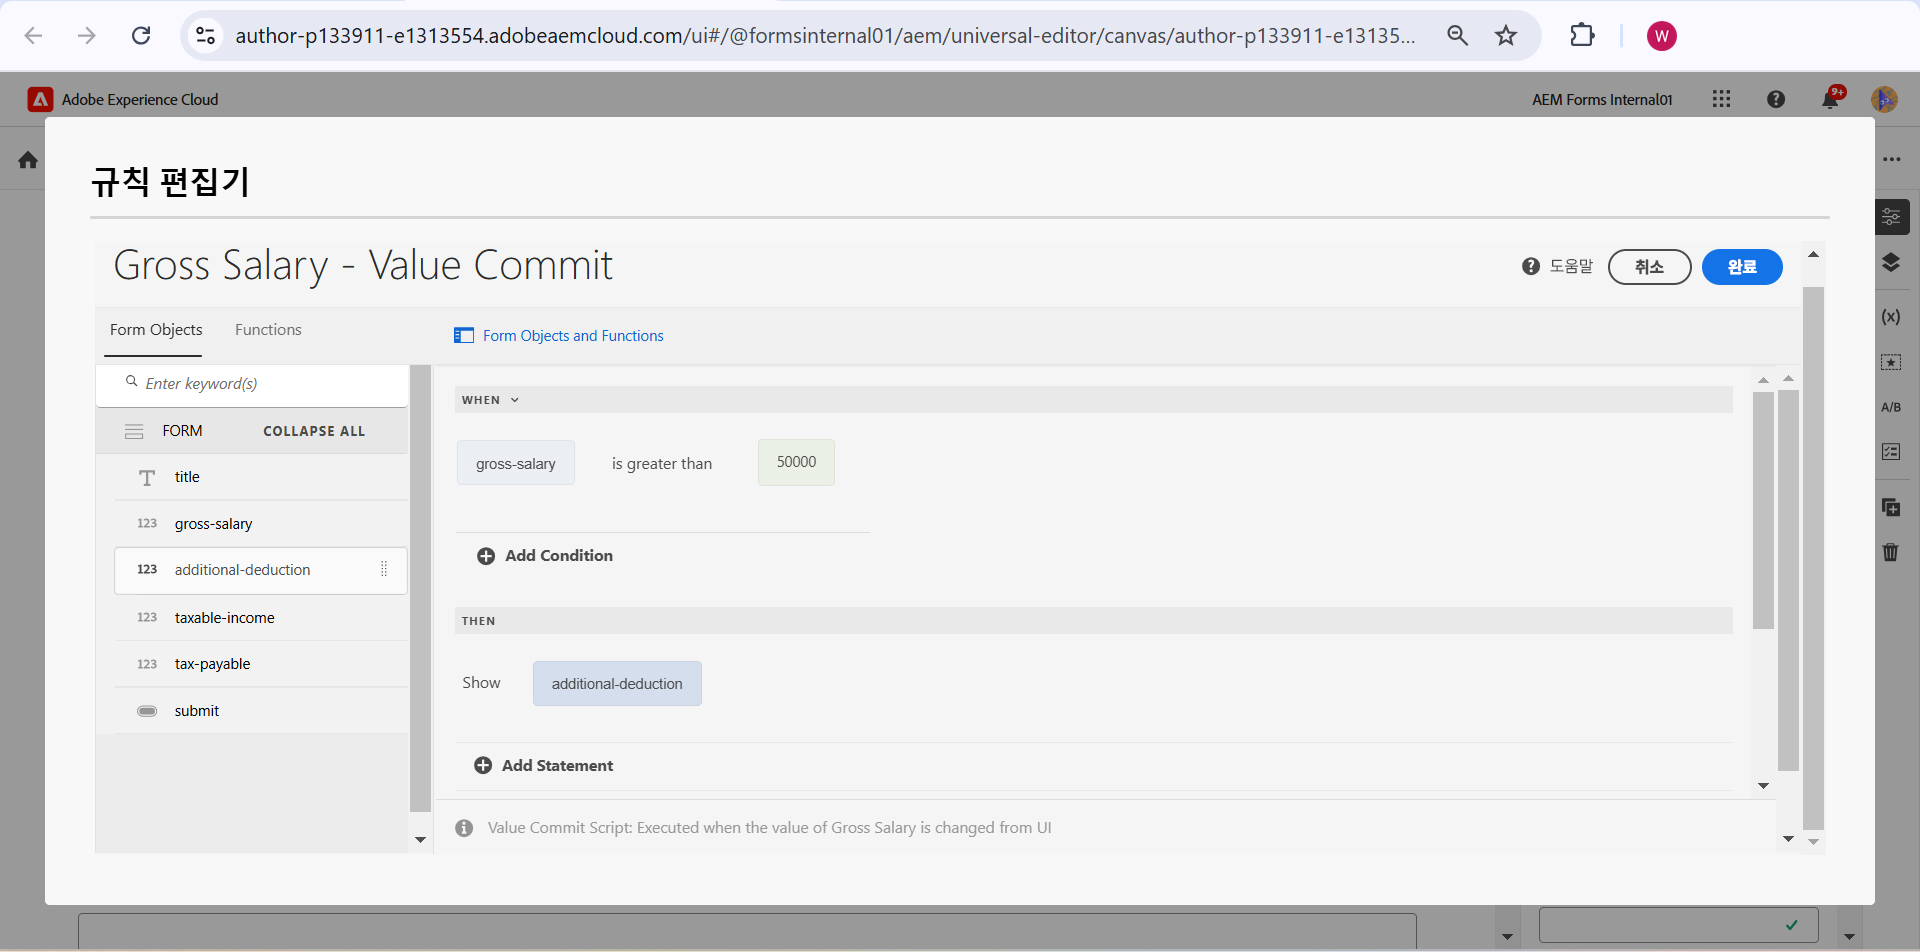 author-p133911-e1313554.adobeaemcloud.com/ui#/@formsinternal01/aem/universal-editor/canvas/author-p133911-e13135...
W
Adobe Experience Cloud
AEM Forms Internal01
9+
규칙 편집기
Gross Salary - Value Commit
도움말
취소
완료
Form Objects
Functions
Form Objects and Functions
Enter keyword(s)
FORM
COLLAPSE ALL
T title
123 gross-salary
123 additional-deduction
123 taxable-income
123 tax-payable
submit
WHEN
gross-salary
is greater than
50000
Add Condition
THEN
Show
additional-deduction
Add Statement
Value Commit Script: Executed when the value of Gross Salary is changed from UI
(x)
A/B